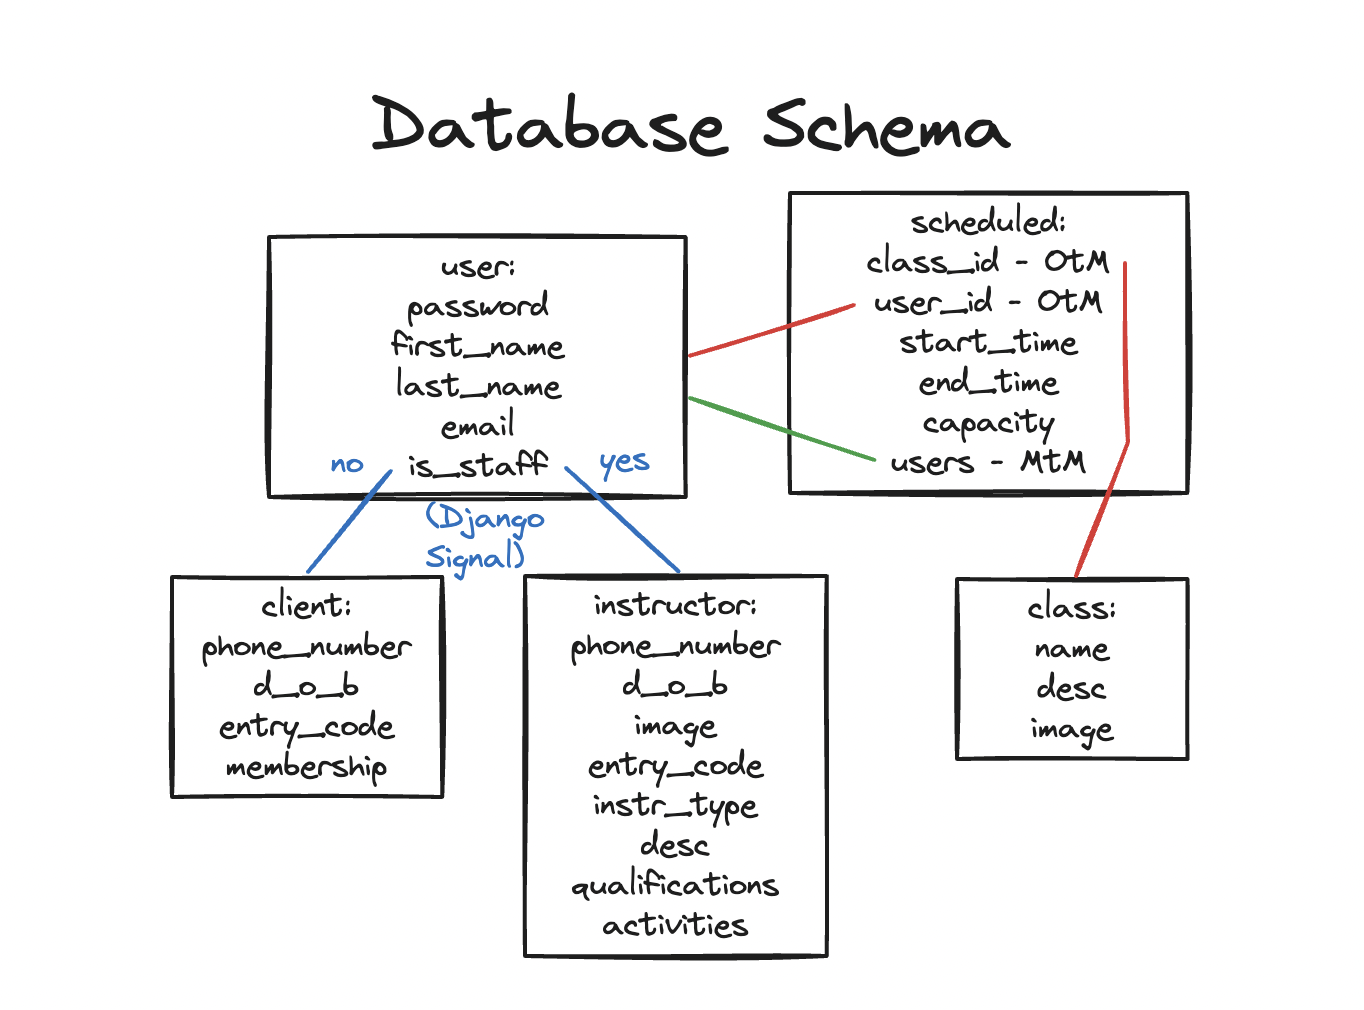 Database Schema
user:
password
first_name
last_name
email
no
is_staff
yes
(Django
Signal)
scheduled:
class_id - OtM
user_id - OtM
start_time
end_time
capacity
users - MtM
client:
phone_number
d_o_b
entry_code
membership
instructor:
phone_number
d_o_b
image
entry_code
instr_type
desc
qualifications
activities
class:
name
desc
image